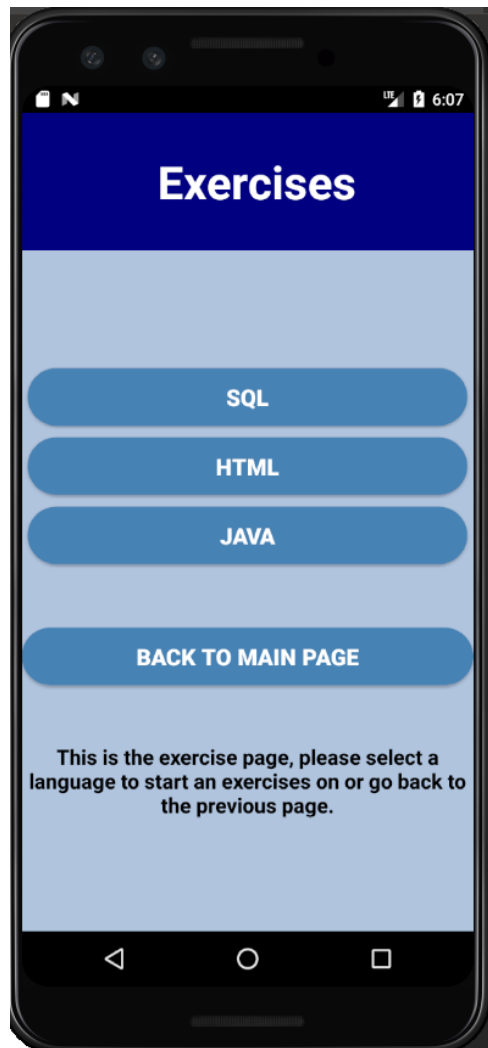 LTE 6:07
Exercises
SQL
HTML
JAVA
BACK TO MAIN PAGE
This is the exercise page, please select a
language to start an exercises on or go back to
the previous page.